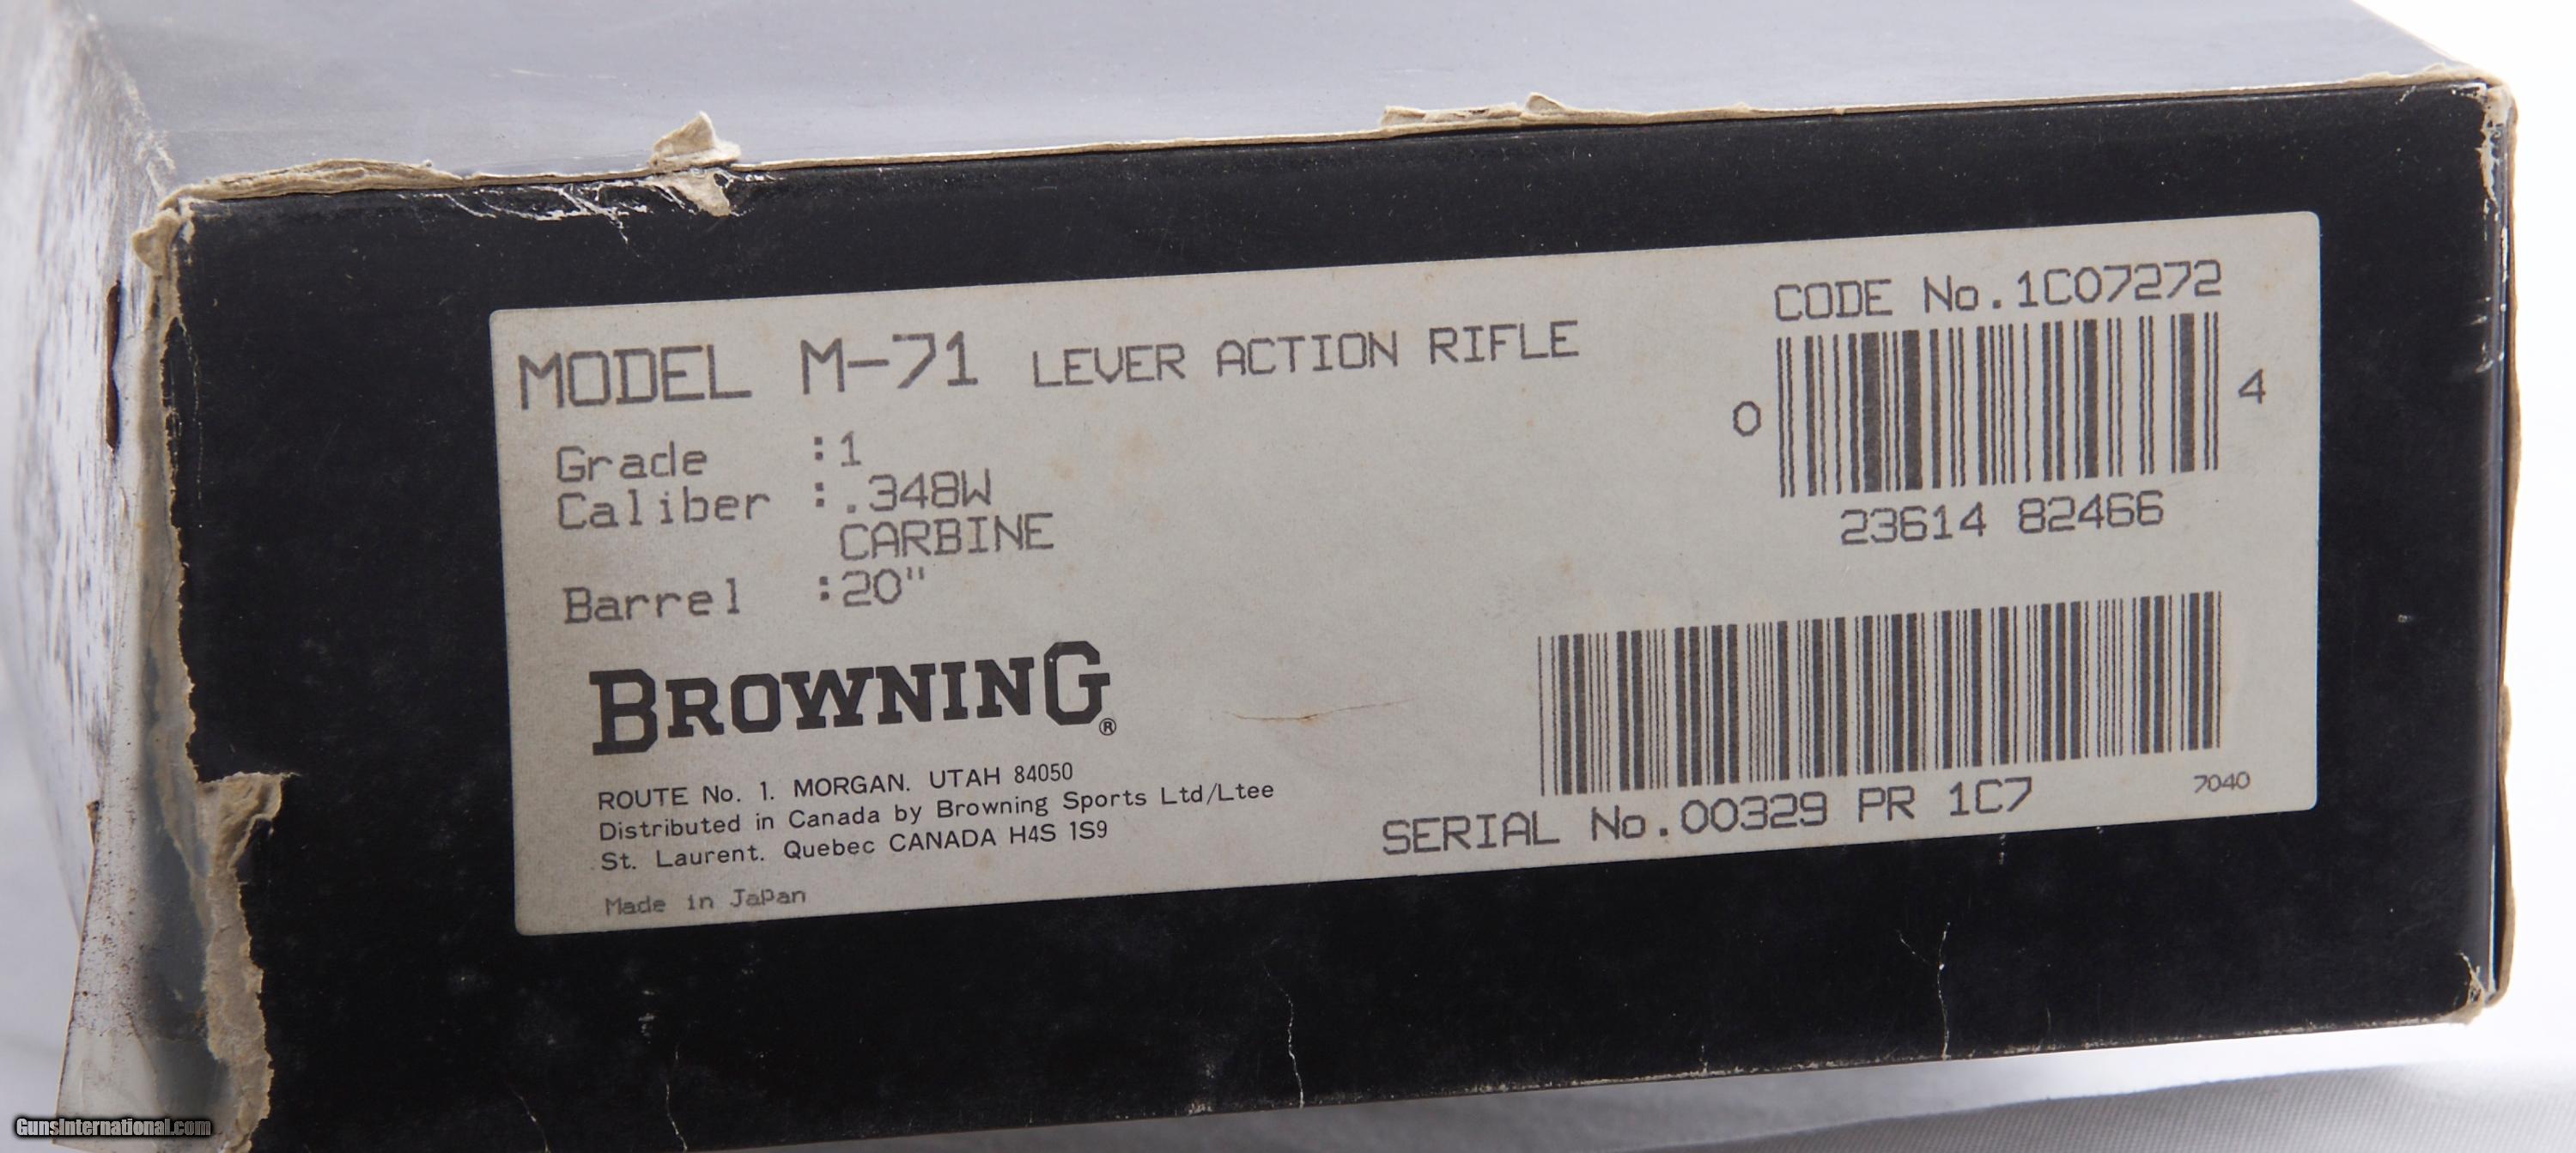 MODEL M-71 LEVER ACTION RIFLE
Grade :1
Caliber :.348W
CARBINE
Barrel :20"
BROWNING®
ROUTE No. 1. MORGAN. UTAH 84050
Distributed in Canada by Browning Sports Ltd/Ltee
St. Laurent. Quebec CANADA H4S 1S9
Made in JaPan
CODE No.1C07272
0 4
23614 82466
SERIAL No.00329 PR 1C7
7040
GunsInternational.com